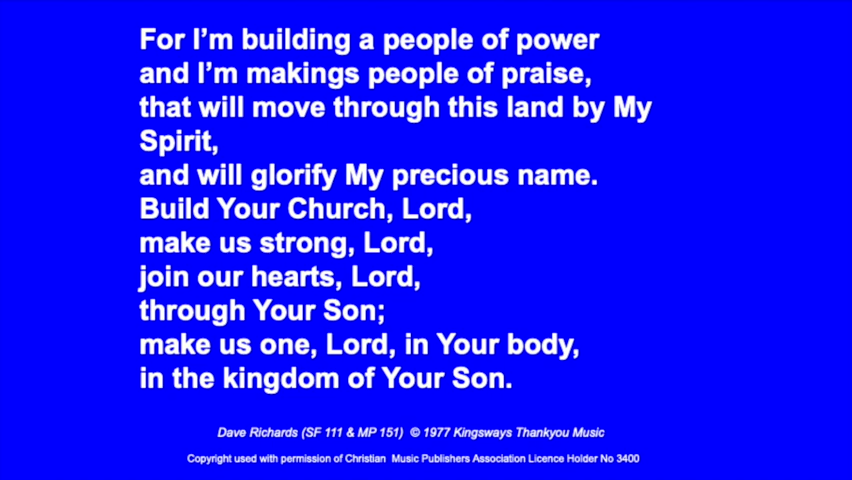 For I'm building a people of power
and I'm makings people of praise,
that will move through this land by My
Spirit,
and will glorify My precious name.
Build Your Church, Lord,
make us strong, Lord,
join our hearts, Lord,
through Your Son;
make us one, Lord, in Your body,
in the kingdom of Your Son.
Dave Richards (SF 111 & MP 151) © 1977 Kingsways Thankyou Music
Copyright used with permission of Christian Music Publishers Association Licence Holder No 3400